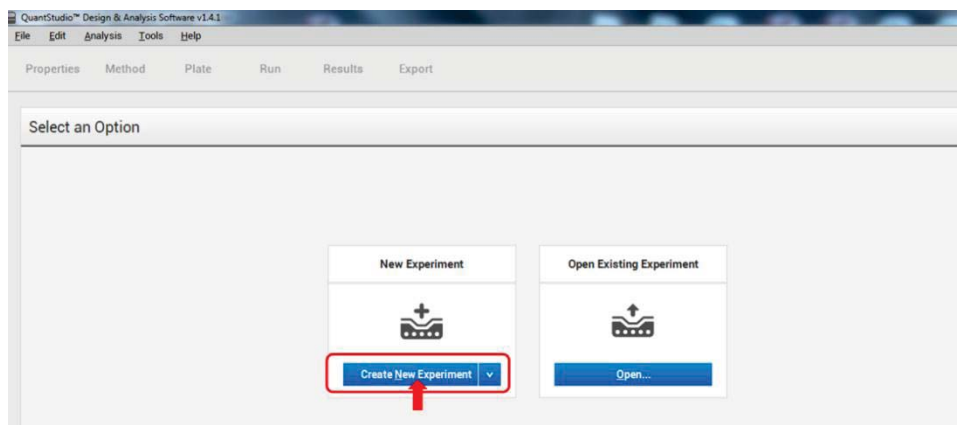 QuantStudio™ Design & Analysis Software v1.4.1
File Edit Analysis Tools Help
Properties Method Plate Run Results Export
Select an Option
New Experiment Open Existing Experiment
Create New Experiment Open...